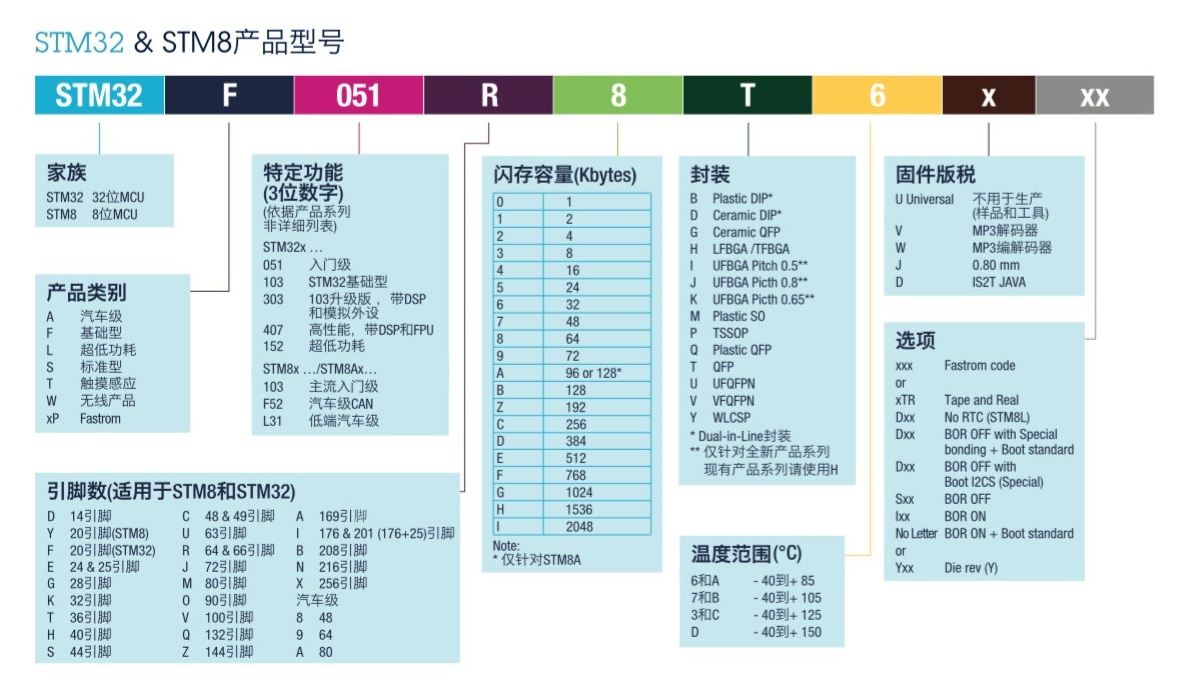 STM32 & STM8产品型号
STM32 F 051 R 8 T 6 x xx
家族
STM32 32位MCU
STM8 8位MCU
产品类别
A 汽车级
F 基础型
L 超低功耗
S 标准型
T 触摸感应
W 无线产品
xP Fastrom
特定功能
(3位数字)
(依据产品系列
非详细列表)
STM32x ...
051 入门级
103 STM32基础型
303 103升级版，带DSP
和模拟外设
407 高性能，带DSP和FPU
152 超低功耗
STM8x .../STM8Ax...
103 主流入门级
F52 汽车级CAN
L31 低端汽车级
引脚数(适用于STM8和STM32)
D 14引脚 C 48 & 49引脚 A 169引脚
Y 20引脚(STM8) U 63引脚 I 176 & 201 (176+25)引脚
F 20引脚(STM32) R 64 & 66引脚 B 208引脚
E 24 & 25引脚 J 72引脚 N 216引脚
G 28引脚 M 80引脚 X 256引脚
K 32引脚 O 90引脚 汽车级
T 36引脚 V 100引脚 8 48
H 40引脚 Q 132引脚 9 64
S 44引脚 Z 144引脚 A 80
闪存容量(Kbytes)
0 1
1 2
2 4
3 8
4 16
5 24
6 32
7 48
8 64
9 72
A 96 or 128*
B 128
Z 192
C 256
D 384
E 512
F 768
G 1024
H 1536
I 2048
Note:
* 仅针对STM8A
封装
B Plastic DIP*
D Ceramic DIP*
G Ceramic QFP
H LFBGA /TFBGA
I UFBGA Pitch 0.5**
J UFBGA Picth 0.8**
K UFBGA Picth 0.65**
M Plastic SO
P TSSOP
Q Plastic QFP
T QFP
U UFQFPN
V VFQFPN
Y WLCSP
* Dual-in-Line封装
** 仅针对全新产品系列
现有产品系列请使用H
温度范围(°C)
6和A - 40到+ 85
7和B - 40到+ 105
3和C - 40到+ 125
D - 40到+ 150
固件版税
U Universal 不用于生产
(样品和工具)
V MP3解码器
W MP3编解码器
J 0.80 mm
D IS2T JAVA
选项
xxx Fastrom code
or
xTR Tape and Real
Dxx No RTC (STM8L)
Dxx BOR OFF with Special
bonding + Boot standard
Dxx BOR OFF with
Boot I2CS (Special)
Sxx BOR OFF
Ixx BOR ON
No Letter BOR ON + Boot standard
or
Yxx Die rev (Y)